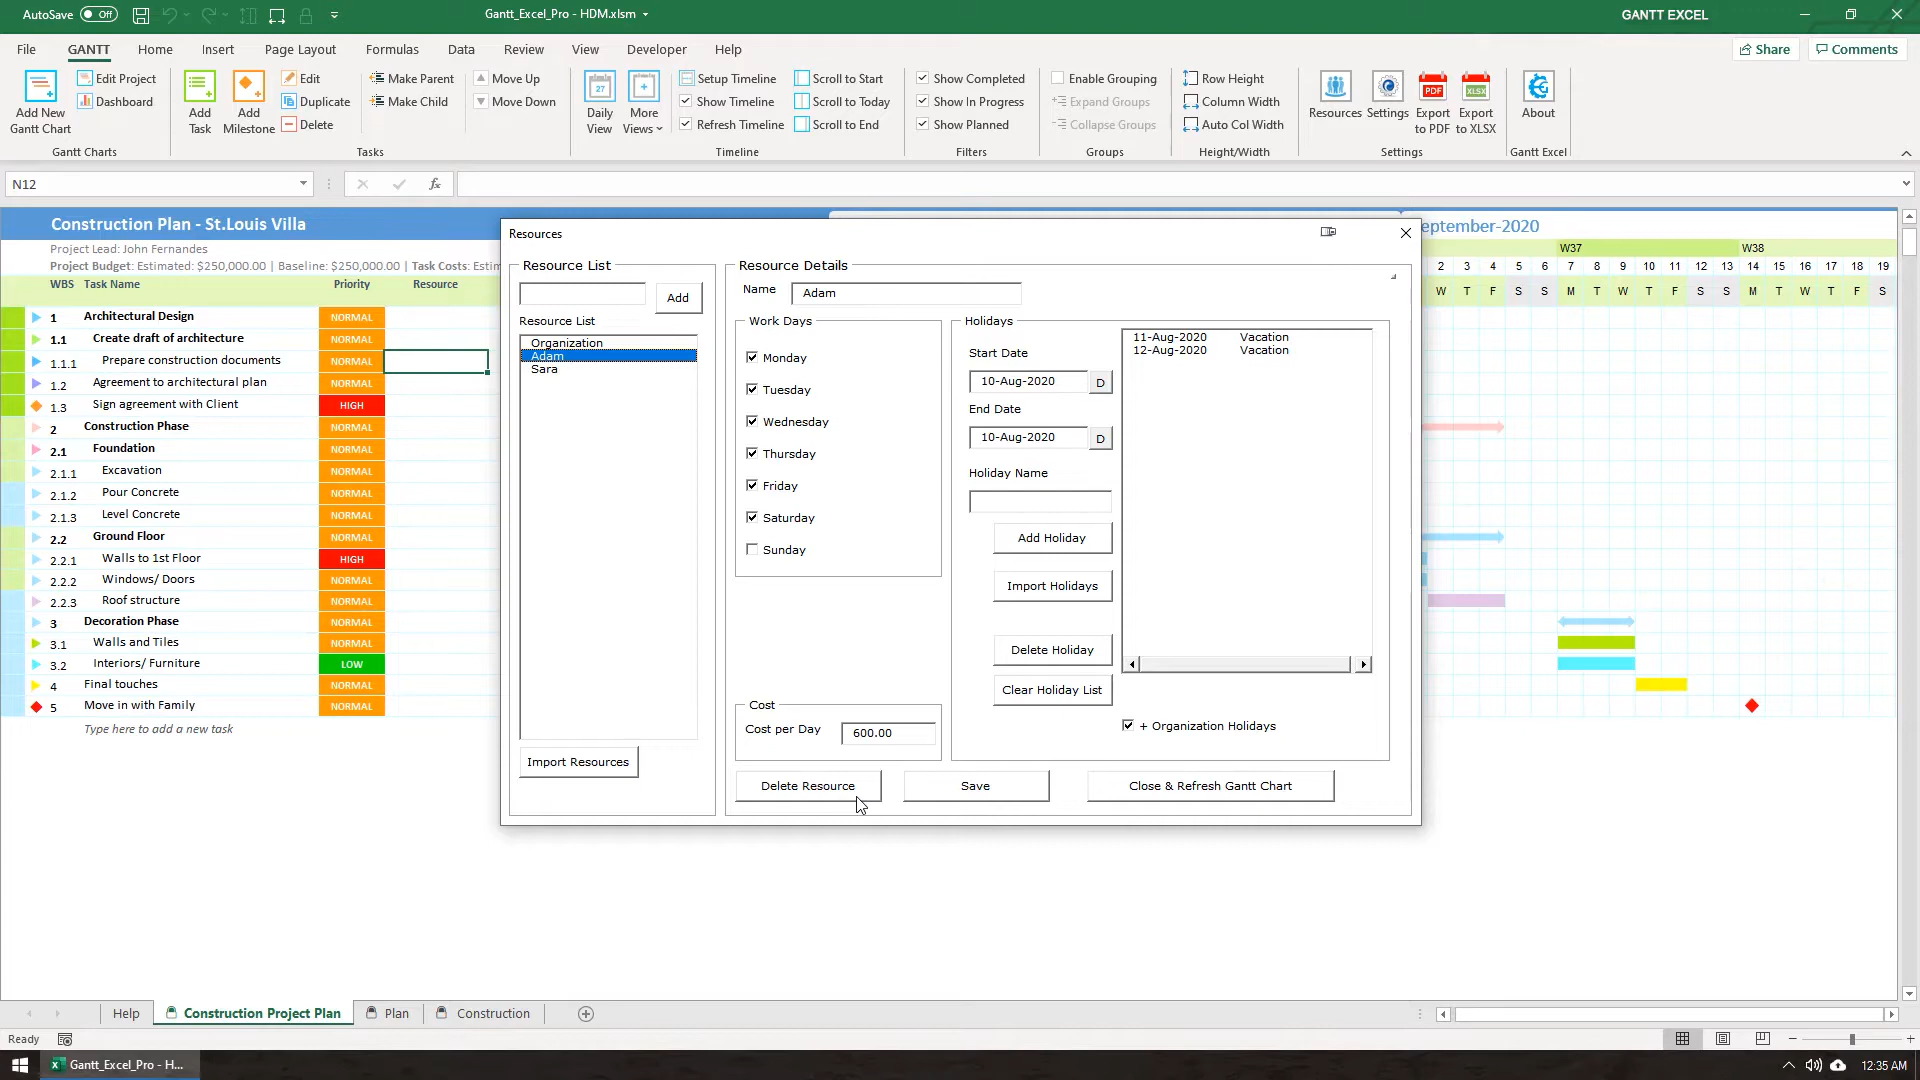 AutoSave Off Gantt_Excel_Pro - HDM.xlsm GANTT EXCEL
File GANTT Home Insert Page Layout Formulas Data Review View Developer Help Share Comments
Add New Gantt Chart
Edit Project
Dashboard
Gantt Charts
Add Task
Add Milestone
Edit
Duplicate
Delete
Make Parent
Make Child
Move Up
Move Down
Tasks
Daily View
More Views
Setup Timeline
Show Timeline
Refresh Timeline
Scroll to Start
Scroll to Today
Scroll to End
Timeline
Show Completed
Show In Progress
Show Planned
Filters
Enable Grouping
Expand Groups
Collapse Groups
Groups
Row Height
Column Width
Auto Col Width
Height/Width
Resources
Settings
PDF
Export to PDF
XLSX
Export to XLSX
Settings
About
Gantt Excel
N12 fx
Construction Plan - St.Louis Villa
Project Lead: John Fernandes
Project Budget: Estimated: $250,000.00 | Baseline: $250,000.00 | Task Costs: Estim
WBS Task Name Priority Resource
1 Architectural Design NORMAL
1.1 Create draft of architecture NORMAL
1.1.1 Prepare construction documents NORMAL
1.2 Agreement to architectural plan NORMAL
1.3 Sign agreement with Client HIGH
2 Construction Phase NORMAL
2.1 Foundation NORMAL
2.1.1 Excavation NORMAL
2.1.2 Pour Concrete NORMAL
2.1.3 Level Concrete NORMAL
2.2 Ground Floor NORMAL
2.2.1 Walls to 1st Floor HIGH
2.2.2 Windows/ Doors NORMAL
2.2.3 Roof structure NORMAL
3 Decoration Phase NORMAL
3.1 Walls and Tiles NORMAL
3.2 Interiors/ Furniture LOW
4 Final touches NORMAL
5 Move in with Family NORMAL
Type here to add a new task
Resources
Resource List
Add
Resource List
Organization
Adam
Sara
Import Resources
Resource Details
Name Adam
Work Days
Monday
Tuesday
Wednesday
Thursday
Friday
Saturday
Sunday
Cost
Cost per Day 600.00
Holidays
Start Date
10-Aug-2020 D
End Date
10-Aug-2020 D
Holiday Name
Add Holiday
Import Holidays
Delete Holiday
Clear Holiday List
11-Aug-2020 Vacation
12-Aug-2020 Vacation
+ Organization Holidays
Delete Resource Save Close & Refresh Gantt Chart
eptember-2020
W37 W38
2 3 4 5 6 7 8 9 10 11 12 13 14 15 16 17 18 19
W T F S S M T W T F S S M T W T F S
Help Construction Project Plan Plan Construction
Ready
Gantt_Excel_Pro - H... 12:35 AM